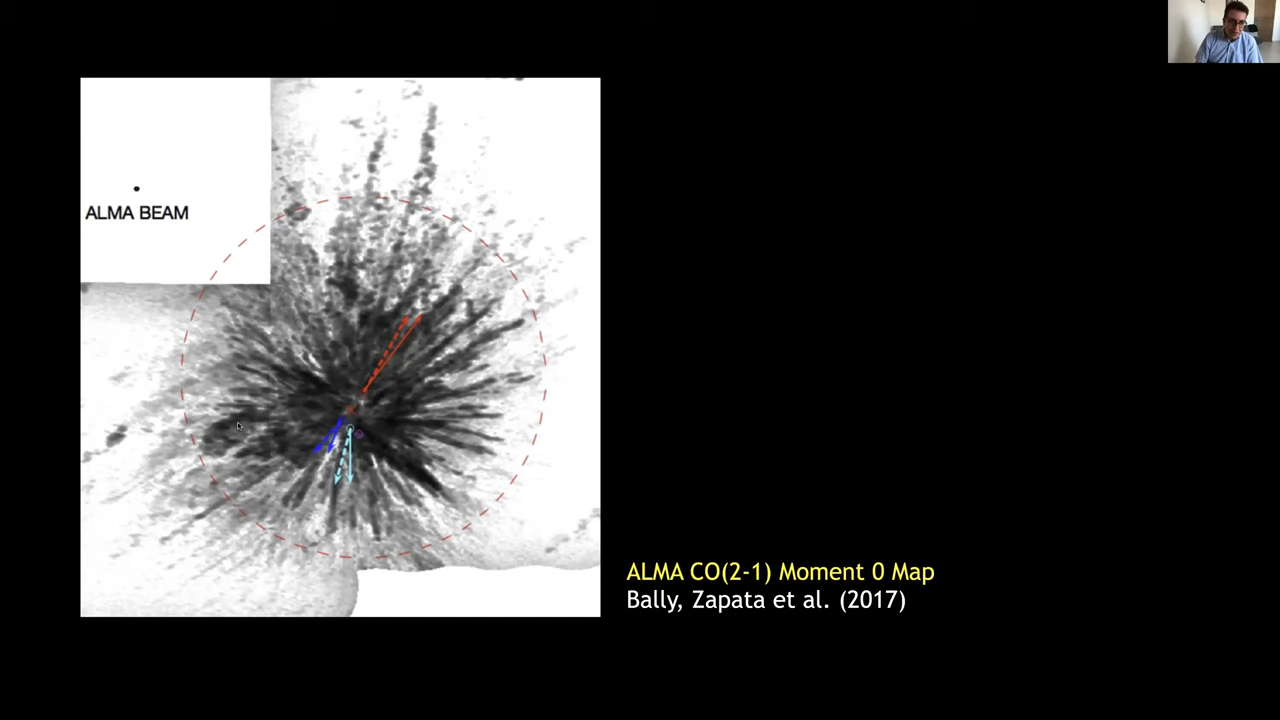 ALMA BEAM
ALMA CO(2-1) Moment 0 Map
Bally, Zapata et al. (2017)